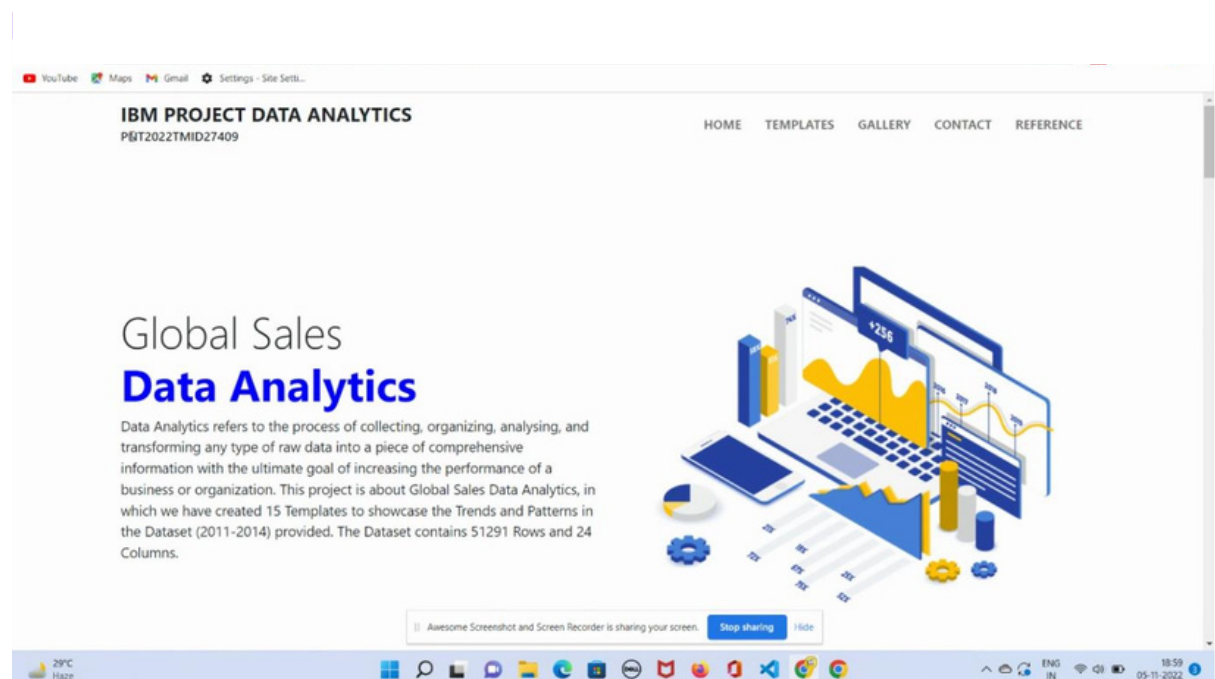 YouTube Maps Gmail Settings - Site Setti...
IBM PROJECT DATA ANALYTICS
HOME TEMPLATES GALLERY CONTACT REFERENCE
Global Sales
Data Analytics
Data Analytics refers to the process of collecting, organizing, analysing, and
transforming any type of raw data into a piece of comprehensive
information with the ultimate goal of increasing the performance of a
business or organization. This project is about Global Sales Data Analytics, in
which we have created 15 Templates to showcase the Trends and Patterns in
the Dataset (2011-2014) provided. The Dataset contains 51291 Rows and 24
Columns.
+256
Awesome Screenshot and Screen Recorder is sharing your screen. Stop sharing Hide
29°C
Haze
DELL
ENG
IN
18:59
05-11-2022